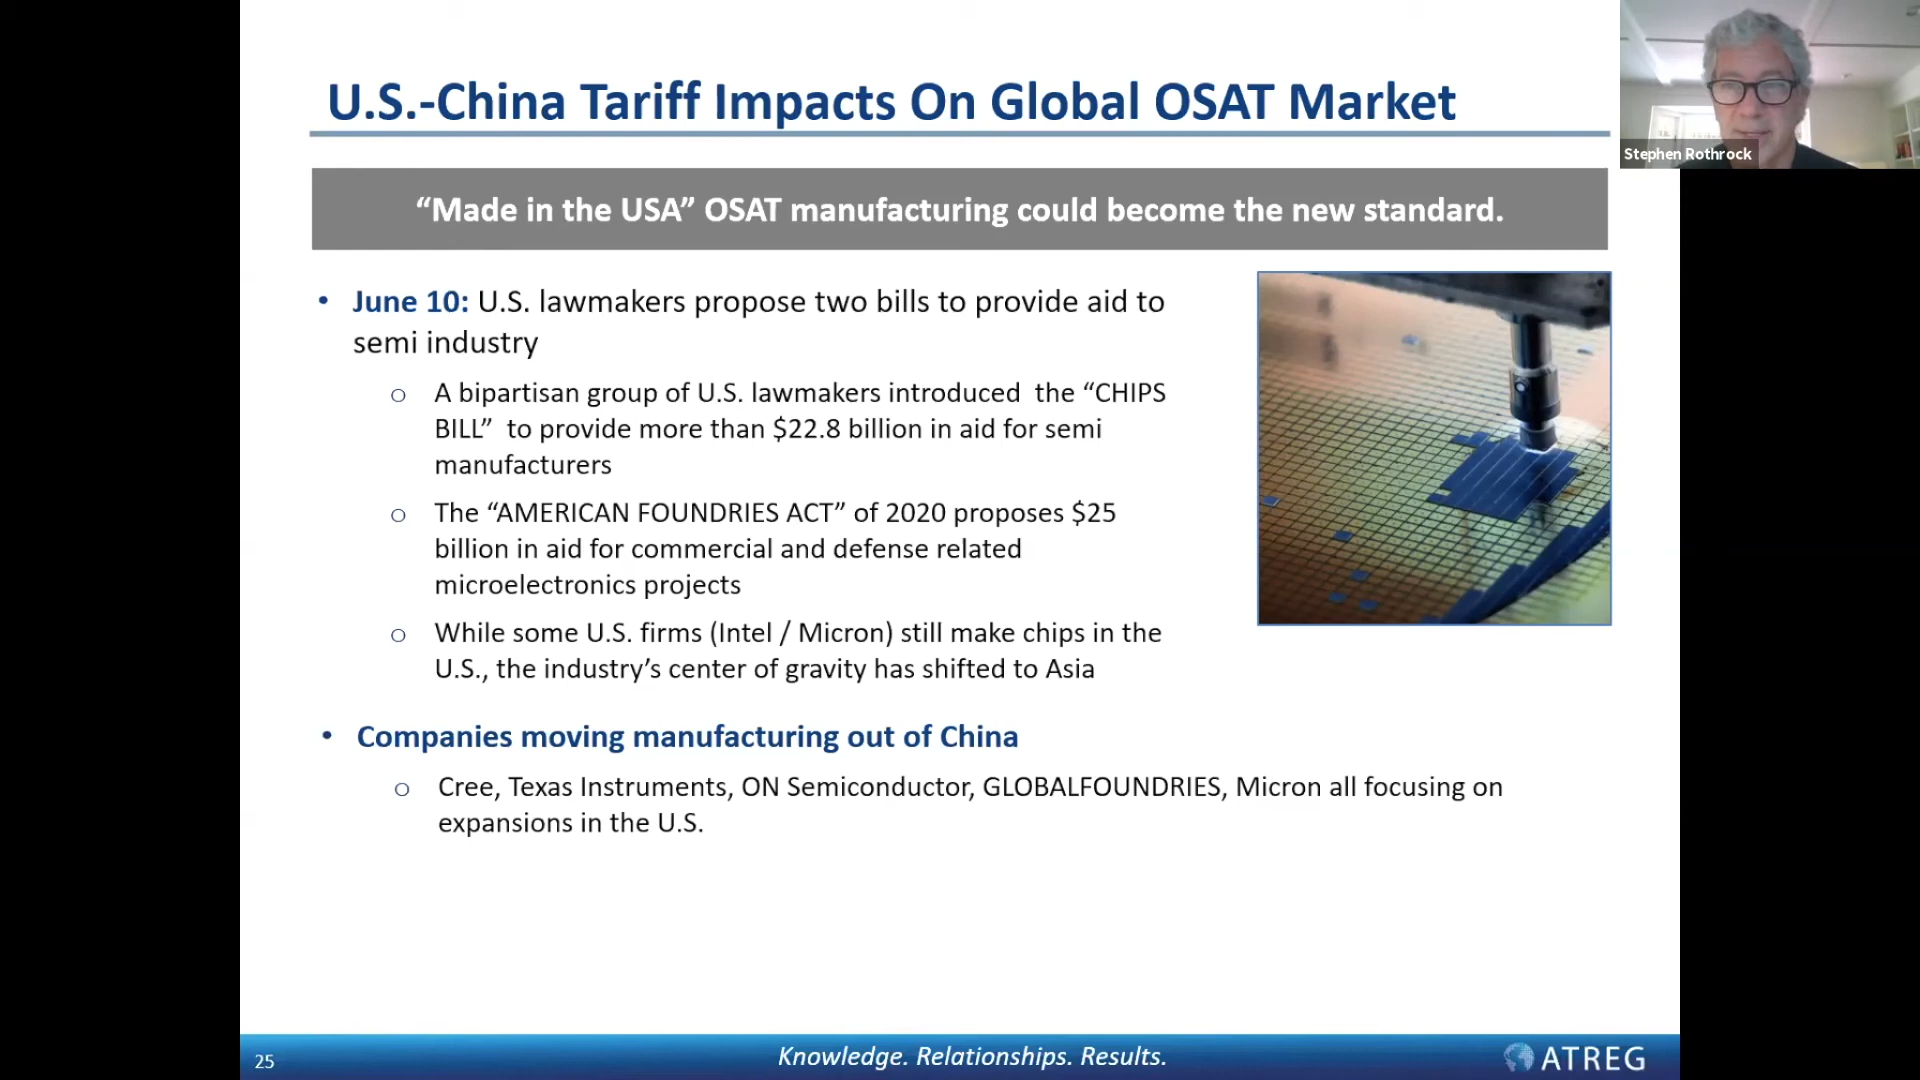 U.S.-China Tariff Impacts On Global OSAT Market
Stephen Rothrock
“Made in the USA” OSAT manufacturing could become the new standard.
• June 10: U.S. lawmakers propose two bills to provide aid to
semi industry
o A bipartisan group of U.S. lawmakers introduced the “CHIPS
BILL” to provide more than $22.8 billion in aid for semi
manufacturers
o The “AMERICAN FOUNDRIES ACT” of 2020 proposes $25
billion in aid for commercial and defense related
microelectronics projects
o While some U.S. firms (Intel / Micron) still make chips in the
U.S., the industry’s center of gravity has shifted to Asia
• Companies moving manufacturing out of China
o Cree, Texas Instruments, ON Semiconductor, GLOBALFOUNDRIES, Micron all focusing on
expansions in the U.S.
25
Knowledge. Relationships. Results.
ATREG